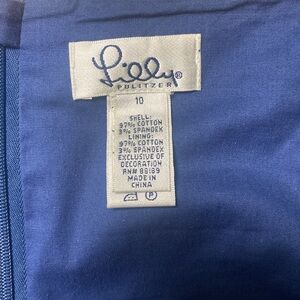 Lilly®
PULITZER
10
SHELL:
97% COTTON
3% SPANDEX
LINING:
97% COTTON
3% SPANDEX
EXCLUSIVE OF
DECORATION
RN# 89189
MADE IN
CHINA
P